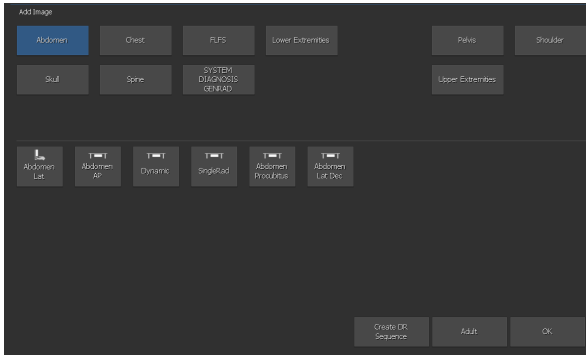 Add Image
Abdomen
Chest
FLFS
Lower Extremities
Pelvis
Shoulder
Skull
Spine
SYSTEM
DIAGNOSIS
GENRAD
Upper Extremities
Abdomen
Lat
Abdomen
AP
Dynamic
SingleRad
Abdomen
Procubitus
Abdomen
Lat Dec
Create DR
Sequence
Adult
OK